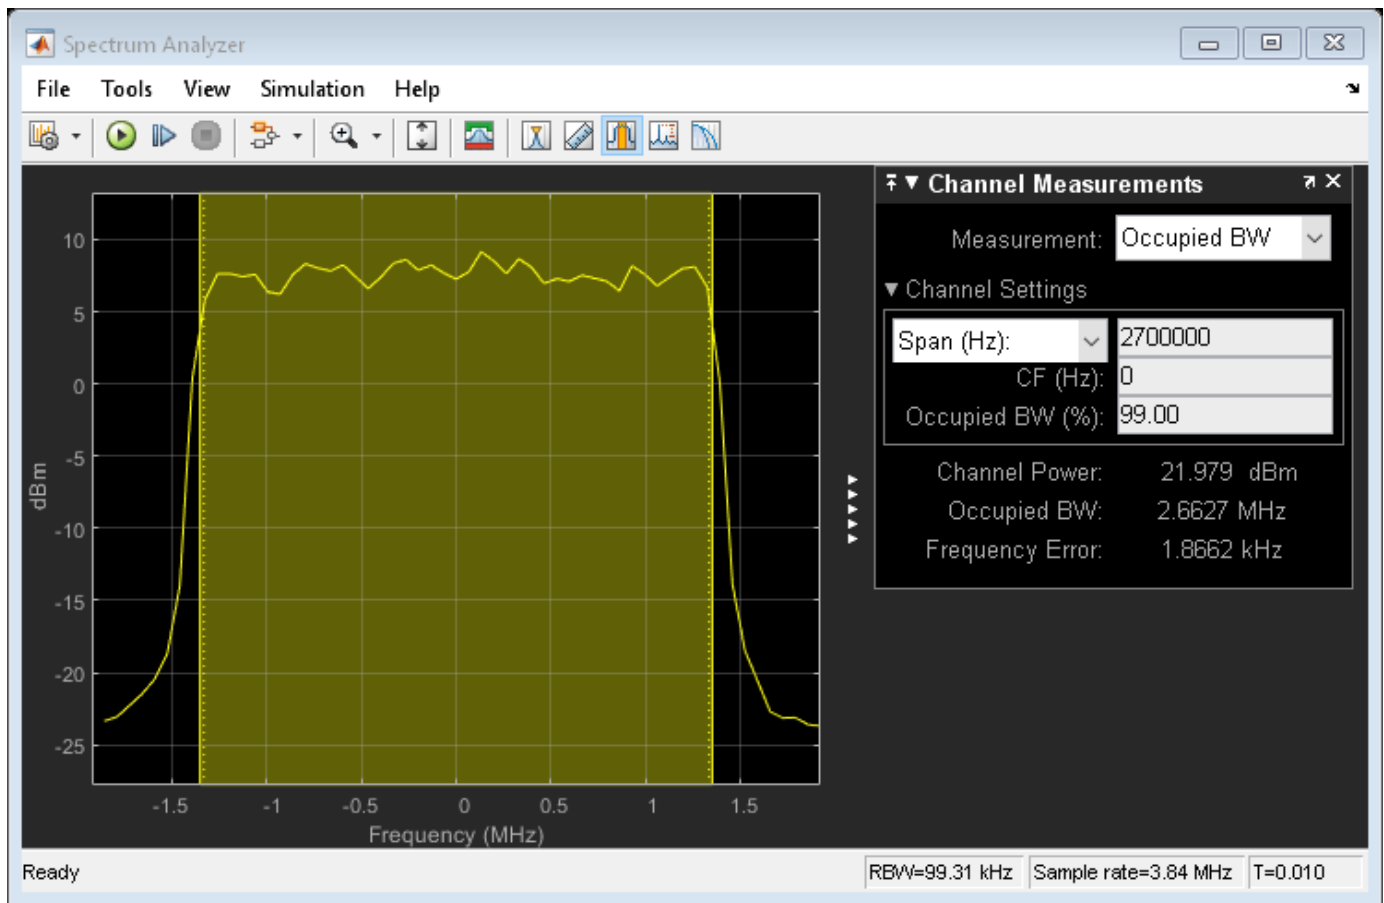 Spectrum Analyzer
File Tools View Simulation Help
Channel Measurements
Measurement: Occupied BW
Channel Settings
Span (Hz): 2700000
CF (Hz): 0
Occupied BW (%): 99.00
Channel Power: 21.979 dBm
Occupied BW: 2.6627 MHz
Frequency Error: 1.8662 kHz
10
5
0
-5
-10
-15
-20
-25
dBm
-1.5 -1 -0.5 0 0.5 1 1.5
Frequency (MHz)
Ready RBW=99.31 kHz Sample rate=3.84 MHz T=0.010